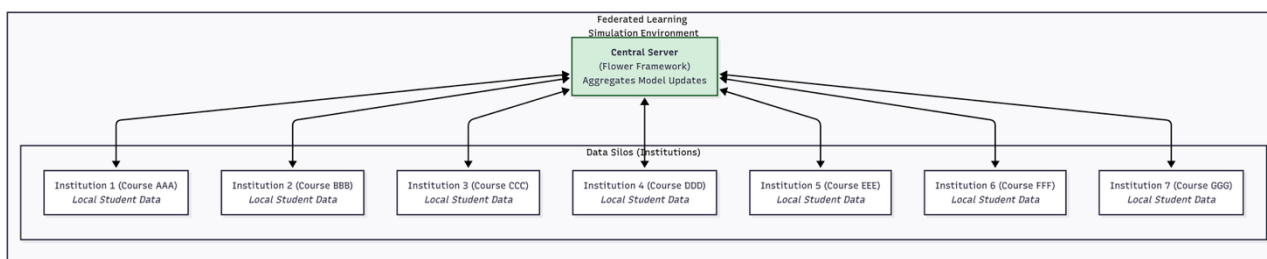 Federated Learning
Simulation Environment
Central Server
(Flower Framework)
Aggregates Model Updates
Data Silos (Institutions)
Institution 1 (Course AAA)
Local Student Data
Institution 2 (Course BBB)
Local Student Data
Institution 3 (Course CCC)
Local Student Data
Institution 4 (Course DDD)
Local Student Data
Institution 5 (Course EEE)
Local Student Data
Institution 6 (Course FFF)
Local Student Data
Institution 7 (Course GGG)
Local Student Data